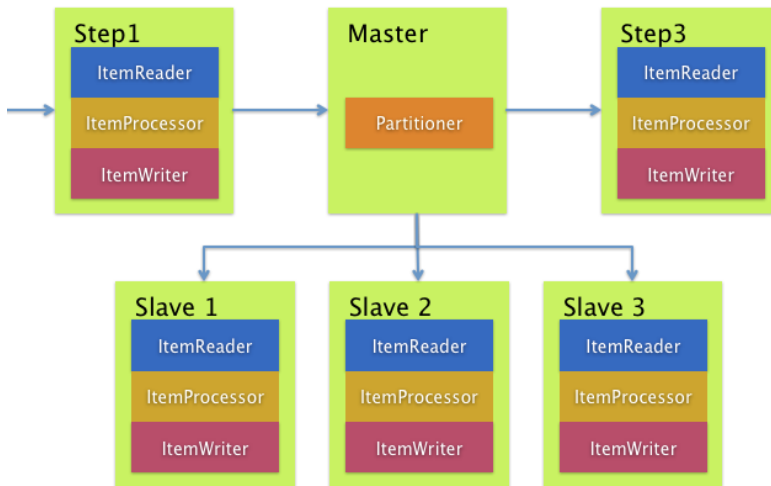 Step1
ItemReader
ItemProcessor
ItemWriter
Master
Partitioner
Step3
ItemReader
ItemProcessor
ItemWriter
Slave 1
ItemReader
ItemProcessor
ItemWriter
Slave 2
ItemReader
ItemProcessor
ItemWriter
Slave 3
ItemReader
ItemProcessor
ItemWriter